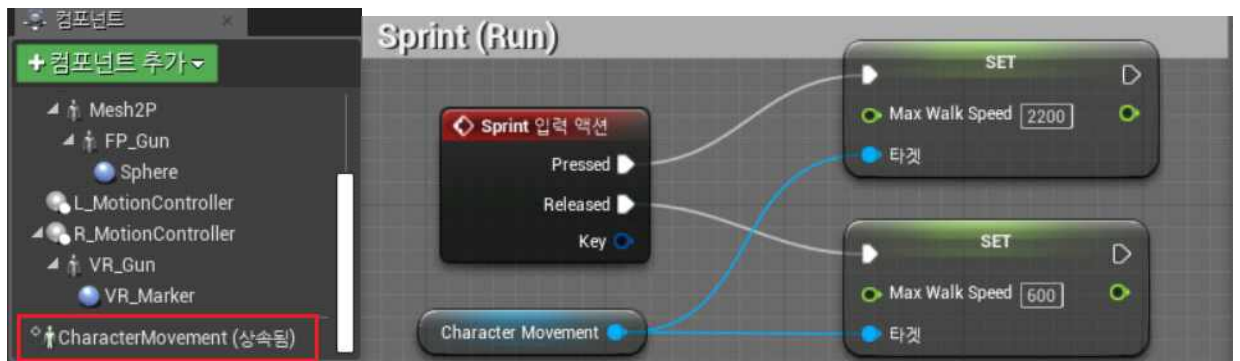 컴포넌트
+컴포넌트 추가
Mesh2P
FP_Gun
Sphere
L_MotionController
R_MotionController
VR_Gun
VR_Marker
CharacterMovement (상속됨)
Sprint (Run)
Sprint 입력 액션
Pressed
Released
Key
Character Movement
SET
Max Walk Speed 2200
타겟
SET
Max Walk Speed 600
타겟